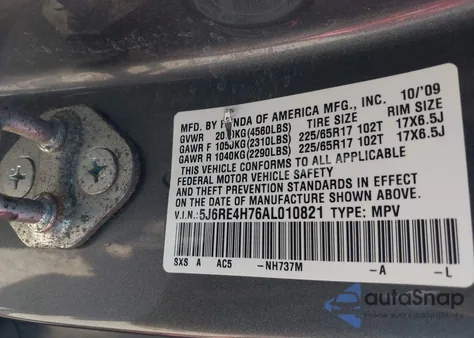 MFD. BY HONDA OF AMERICA MFG., INC. 10/'09
GVWR KG(4560LBS) TIRE SIZE RIM SIZE
GAWR F 1050KG(2310LBS) 225/65R17 102T 17X6.5J
GAWR R 1040KG(2290LBS) 225/65R17 102T 17X6.5J
THIS VEHICLE CONFORMS TO ALL APPLICABLE
FEDERAL MOTOR VEHICLE SAFETY
AND THEFT PREVENTION STANDARDS IN EFFECT
ON THE DATE OF MANUFACTURE SHOWN ABOVE.
V.I.N: 5J6RE4H76AL010821 TYPE: MPV
SXS A AC5 -NH737M -A -L
autoSnap